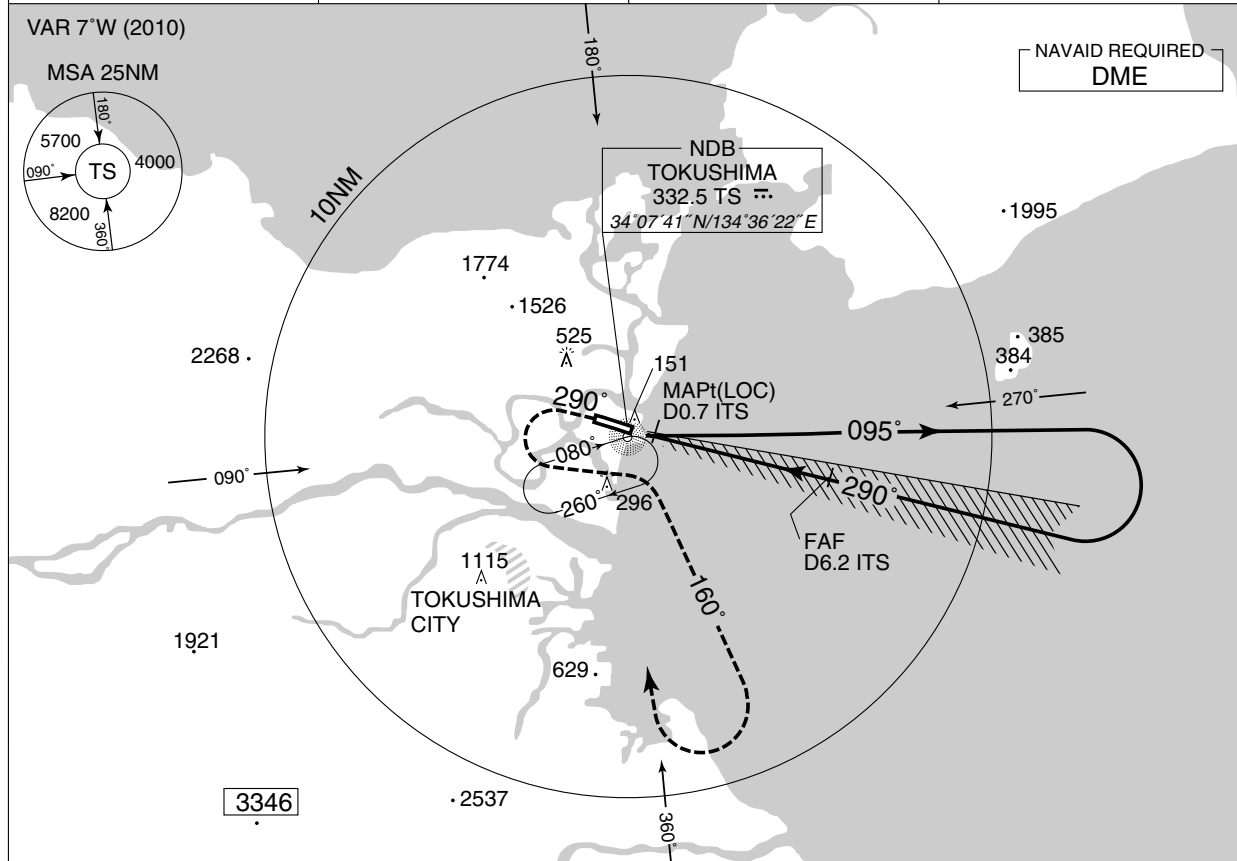 VAR 7°W (2010)
MSA 25NM
180°
5700
4000
090°
TS
8200
360°
180°
NAVAID REQUIRED
DME
10NM
NDB
TOKUSHIMA
332.5 TS
34°07´41˝N/134°36´22˝E
1995
1774
1526
525
2268
151
385
384
MAPt(LOC)
D0.7 ITS
290°
270°
095°
080°
090°
260°
296
290°
FAF
D6.2 ITS
1115
TOKUSHIMA
CITY
160°
1921
629
3346
2537
360°